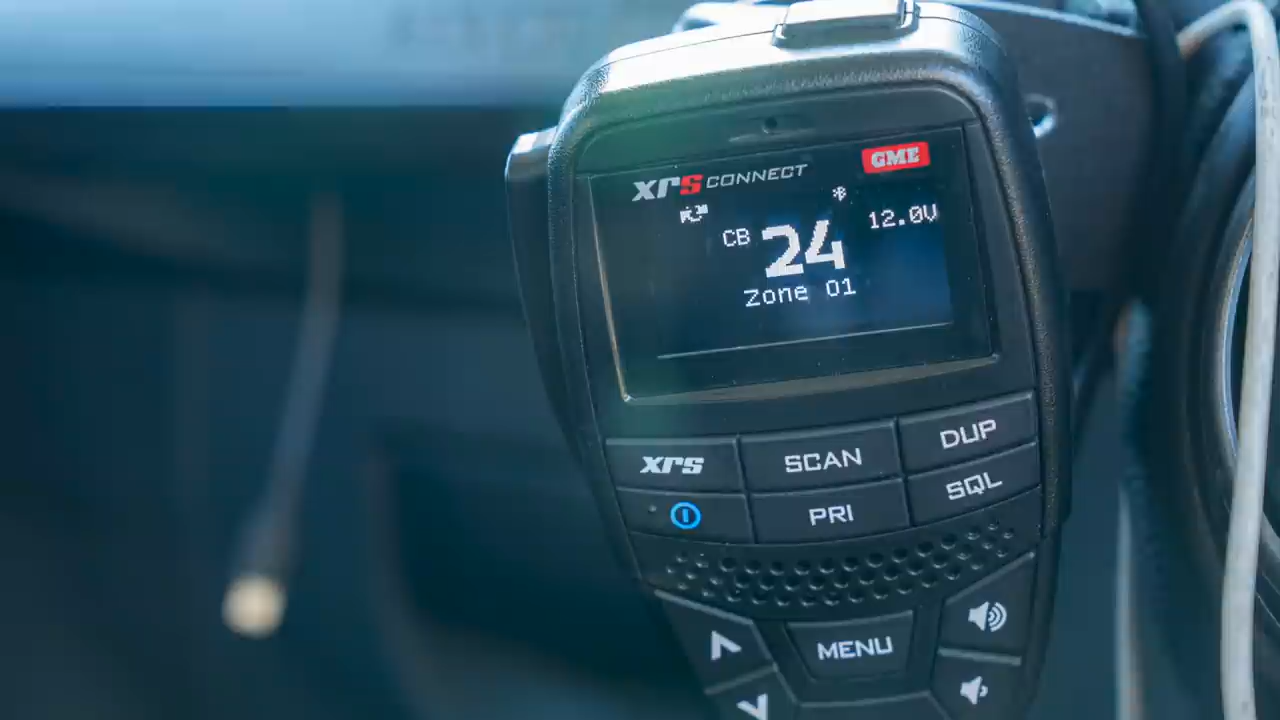 XRS CONNECT
GME
CB 24
12.0V
Zone 01
XRS
SCAN
DUP
PRI
SQL
MENU